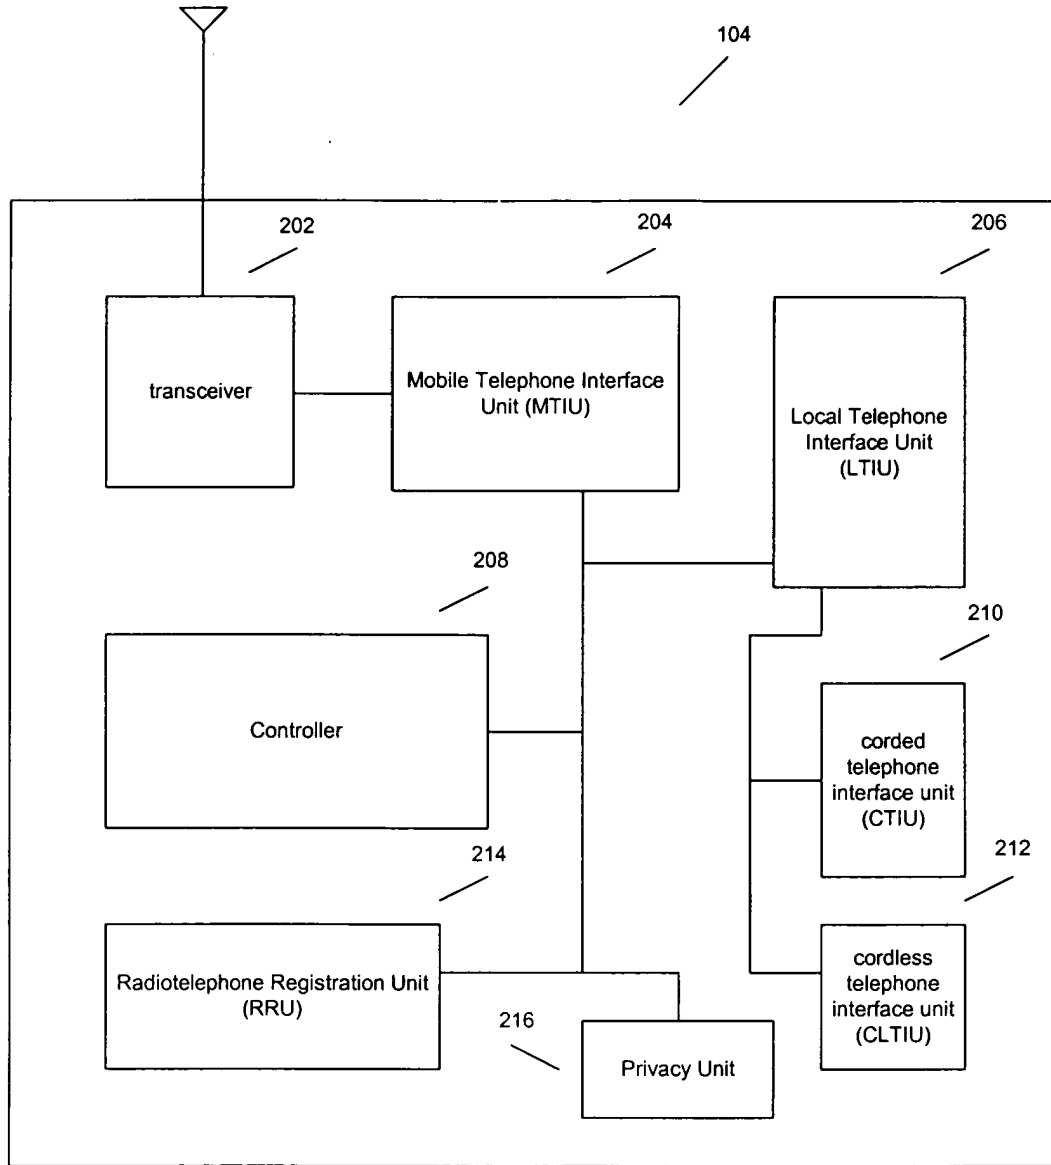 104
202
204
206
transceiver
Mobile Telephone Interface
Unit (MTIU)
Local Telephone
Interface Unit
(LTIU)
208
210
Controller
corded
telephone
interface unit
(CTIU)
214
212
Radiotelephone Registration Unit
(RRU)
cordless
telephone
interface unit
(CLTIU)
216
Privacy Unit